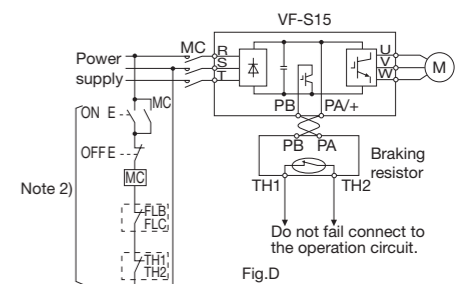 VF-S15
MC
R
S
T
U
V
W
M
Power
supply
PB
PA/+
ON E
MC
OFF E
MC
Note 2)
PB PA
Braking
resistor
TH1
TH2
FLB
FLC
Do not fail connect to
the operation circuit.
TH1
TH2
Fig.D